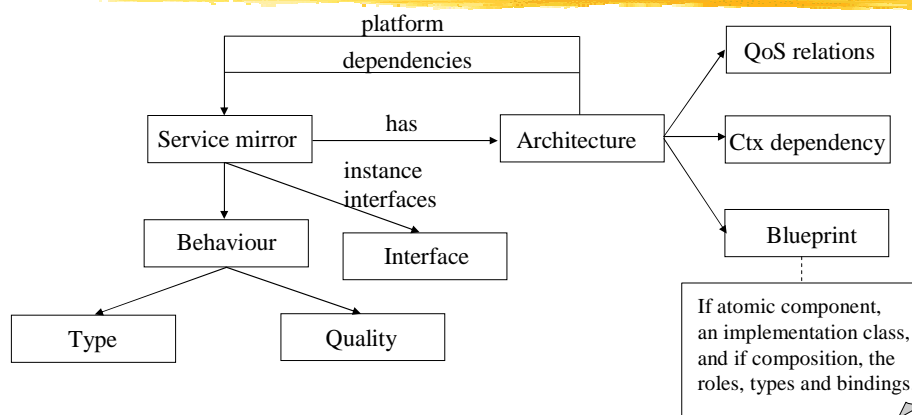 platform
dependencies
QoS relations
Service mirror
has
Architecture
Ctx dependency
instance
interfaces
Behaviour
Interface
Blueprint
Type
Quality
If atomic component,
an implementation class,
and if composition, the
roles, types and bindings